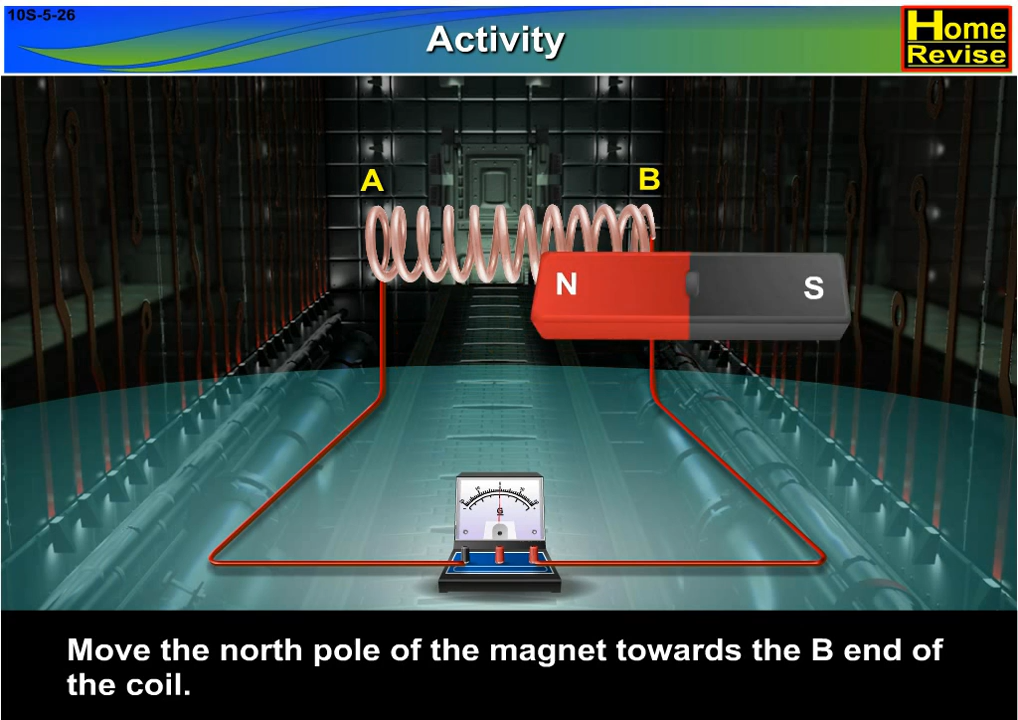 10S-5-26
Activity
Home
Revise
A
B
N
S
G
Move the north pole of the magnet towards the B end of
the coil.